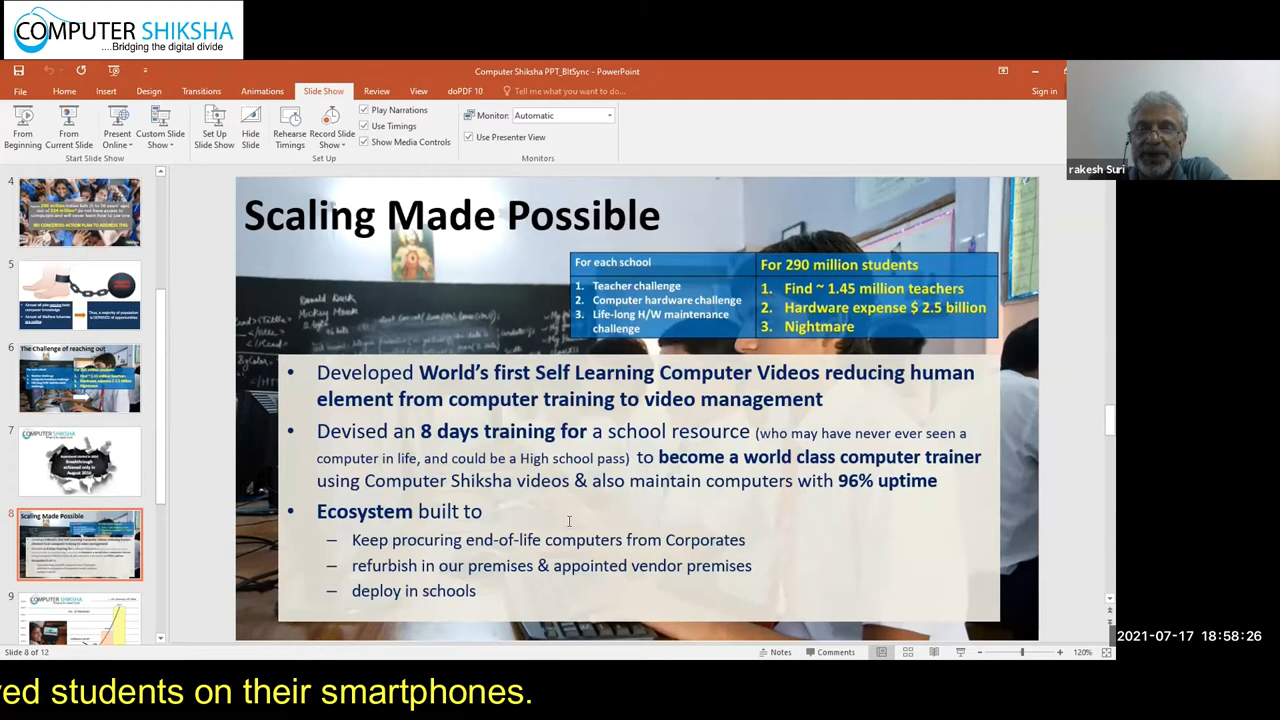 COMPUTER SHIKSHA
....Bridging the digital divide
Computer Shiksha PPT_BltSync - PowerPoint
File Home Insert Design Transitions Animations Slide Show Review View doPDF 10 Tell me what you want to do... Sign in
From Beginning
From Current Slide
Present Online
Custom Slide Show
Set Up Slide Show
Hide Slide
Rehearse Timings
Record Slide Show
Play Narrations
Use Timings
Show Media Controls
Monitor: Automatic
Use Presenter View
Start Slide Show
Set Up
Monitors
rakesh Suri
4
5
6
The Challenge of reaching out
7
COMPUTER SHIKSHA
8
Scaling Made Possible
9
Scaling Made Possible
For each school
1. Teacher challenge
2. Computer hardware challenge
3. Life-long H/W maintenance
challenge
For 290 million students
1. Find ~ 1.45 million teachers
2. Hardware expense $ 2.5 billion
3. Nightmare
Donald Duck
Mickey Mouse
• Developed World's first Self Learning Computer Videos reducing human
element from computer training to video management
• Devised an 8 days training for a school resource (who may have never ever seen a
computer in life, and could be a High school pass) to become a world class computer trainer
using Computer Shiksha videos & also maintain computers with 96% uptime
• Ecosystem built to
– Keep procuring end-of-life computers from Corporates
– refurbish in our premises & appointed vendor premises
– deploy in schools
2021-07-17 18:58:26
Slide 8 of 12
Notes
Comments
120%
students on their smartphones.